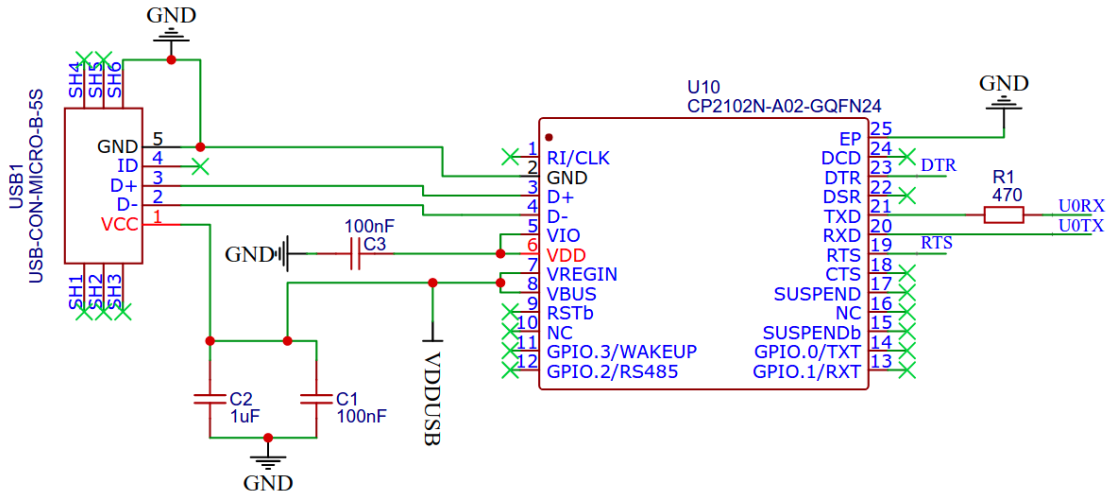 GND
SH4
SH5
SH6
USB1
USB-CON-MICRO-B-5S
GND 5
ID 4
D+ 3
D- 2
VCC 1
SH1
SH2
SH3
GND
100nF
C3
C2
1uF
C1
100nF
GND
VDDUSB
U10
CP2102N-A02-GQFN24
1 RI/CLK
2 GND
3 D+
4 D-
5 VIO
6 VDD
7 VREGIN
8 VBUS
9 RSTb
10 NC
11 GPIO.3/WAKEUP
12 GPIO.2/RS485
EP 25
DCD 24
DTR 23
DSR 22
TXD 21
RXD 20
RTS 19
CTS 18
SUSPEND 17
NC 16
SUSPENDb 15
GPIO.0/TXT 14
GPIO.1/RXT 13
GND
DTR
R1
470
U0RX
U0TX
RTS